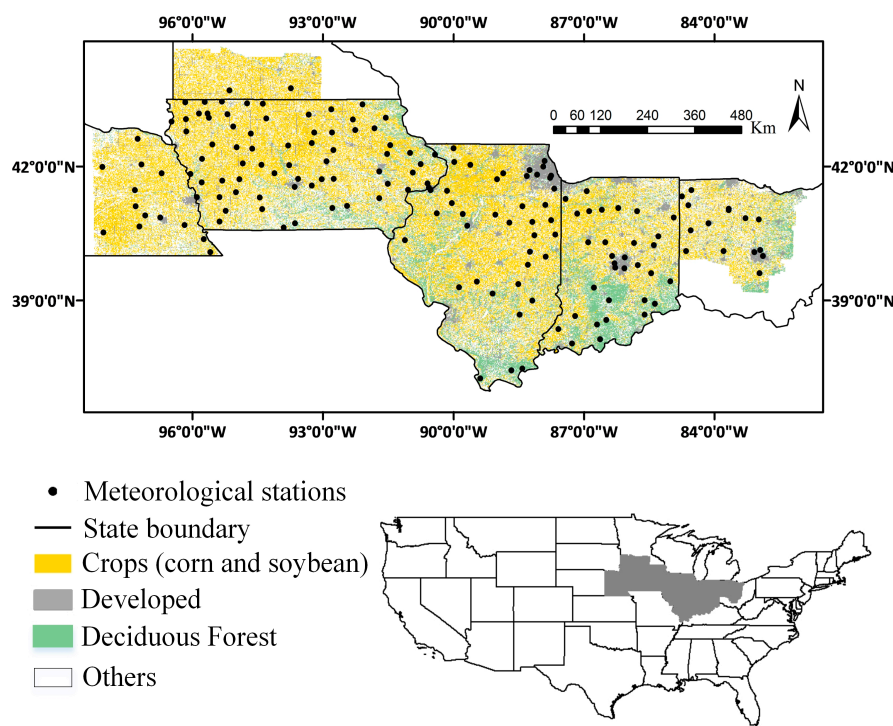 96°0'0"W 93°0'0"W 90°0'0"W 87°0'0"W 84°0'0"W
N
0 60 120 240 360 480
Km
42°0'0"N 42°0'0"N
39°0'0"N 39°0'0"N
96°0'0"W 93°0'0"W 90°0'0"W 87°0'0"W 84°0'0"W
Meteorological stations
State boundary
Crops (corn and soybean)
Developed
Deciduous Forest
Others